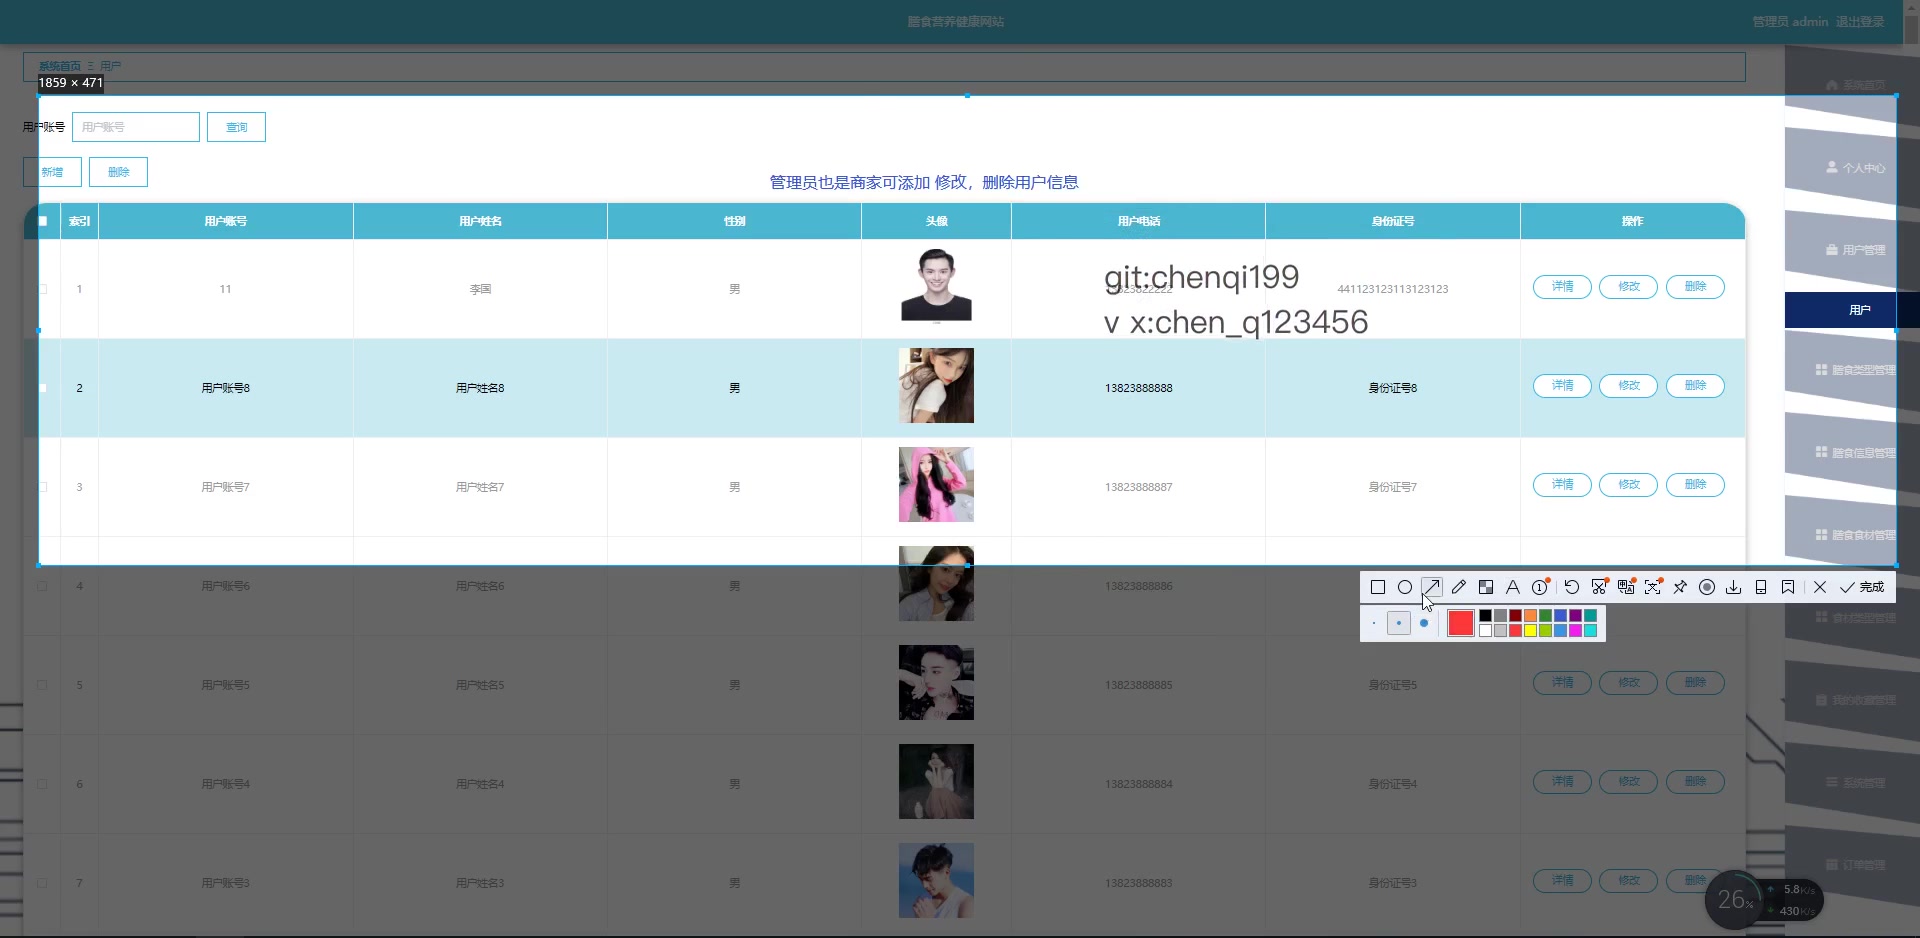 膳食营养健康网站
管理员 admin 退出登录
系统首页 Ξ 用户
1859 × 471
系统首页
用户账号 用户账号 查询
个人中心
新增 删除
管理员也是商家可添加 修改，删除用户信息
索引 用户账号 用户姓名 性别 头像 用户电话 身份证号 操作
用户管理
git:chenqi199
1 11 李国 男 13823822222 441123123113123123 详情 修改 删除
用户
v x:chen_q123456
膳食类型管理
2 用户账号8 用户姓名8 男 13823888888 身份证号8 详情 修改 删除
膳食信息管理
3 用户账号7 用户姓名7 男 13823888887 身份证号7 详情 修改 删除
膳食食材管理
4 用户账号6 用户姓名6 男 13823888886
完成
食材类型管理
5 用户账号5 用户姓名5 男 13823888885 身份证号5 详情 修改 删除
我的收藏管理
6 用户账号4 用户姓名4 男 13823888884 身份证号4 详情 修改 删除
系统管理
订单管理
7 用户账号3 用户姓名3 男 13823888883 身份证号3 详情 修改 删除
26% 5.8K/s
430K/s